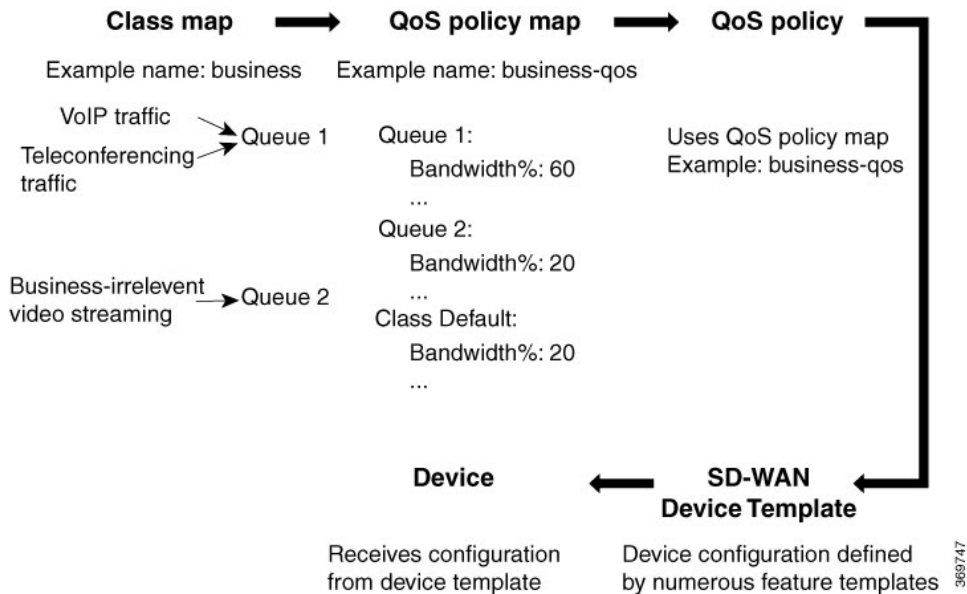 Class map
QoS policy map
QoS policy
Example name: business
Example name: business-qos
VoIP traffic
Teleconferencing
traffic
Queue 1
Business-irrelevent
video streaming
Queue 2
Queue 1:
Bandwidth%: 60
...
Queue 2:
Bandwidth%: 20
...
Class Default:
Bandwidth%: 20
...
Uses QoS policy map
Example: business-qos
Device
SD-WAN
Device Template
Receives configuration
from device template
Device configuration defined
by numerous feature templates
369747